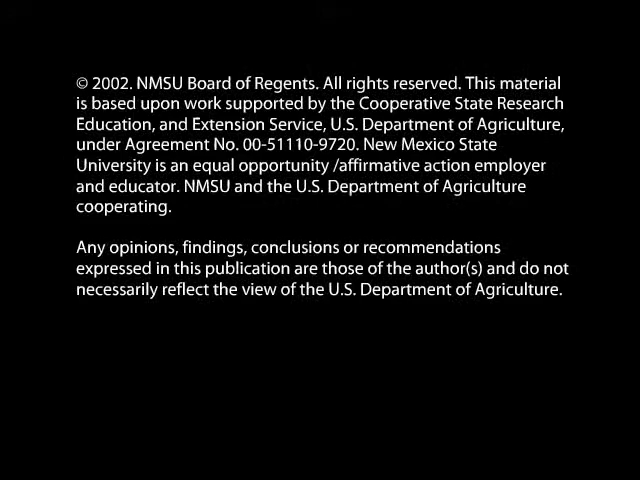 © 2002. NMSU Board of Regents. All rights reserved. This material
is based upon work supported by the Cooperative State Research
Education, and Extension Service, U.S. Department of Agriculture,
under Agreement No. 00-51110-9720. New Mexico State
University is an equal opportunity /affirmative action employer
and educator. NMSU and the U.S. Department of Agriculture
cooperating.
Any opinions, findings, conclusions or recommendations
expressed in this publication are those of the author(s) and do not
necessarily reflect the view of the U.S. Department of Agriculture.